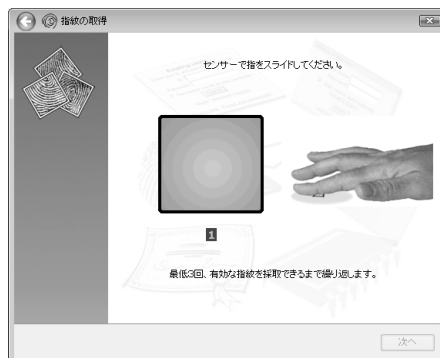 指紋の取得
センサーで指をスライドしてください。
1
最低3回、有効な指紋を採取できるまで繰り返します。
次へ